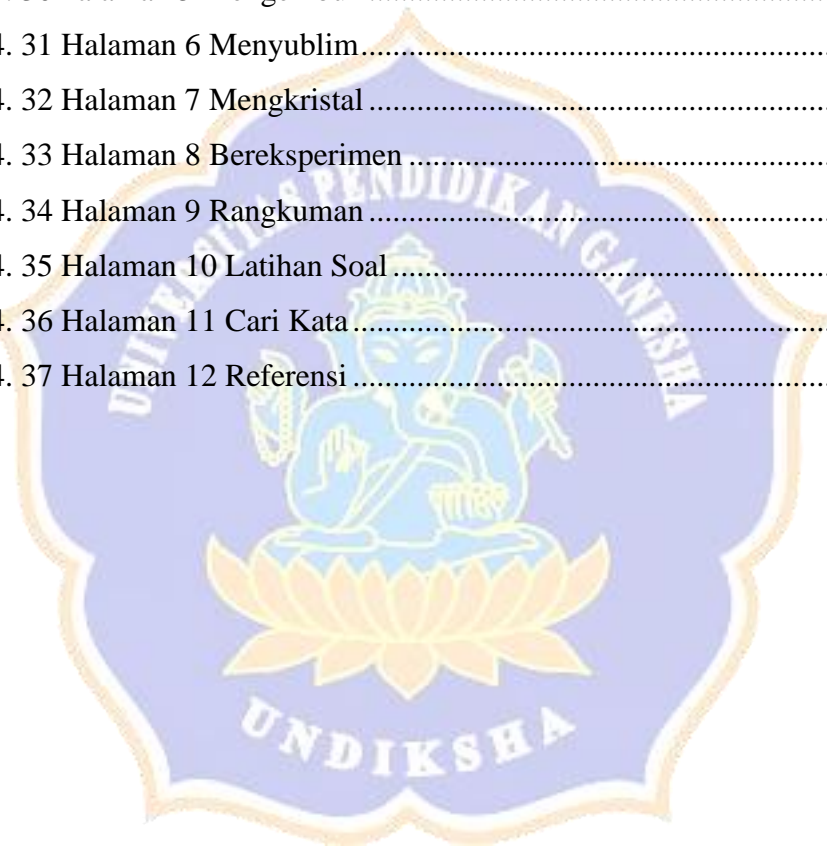 4. 31 Halaman 6 Menyublim
4. 32 Halaman 7 Mengkristal
4. 33 Halaman 8 Bereksperimen
4. 34 Halaman 9 Rangkuman
4. 35 Halaman 10 Latihan Soal
4. 36 Halaman 11 Cari Kata
4. 37 Halaman 12 Referensi
UNIVERSITAS PENDIDIKAN GANESHA
UNDIKSHA